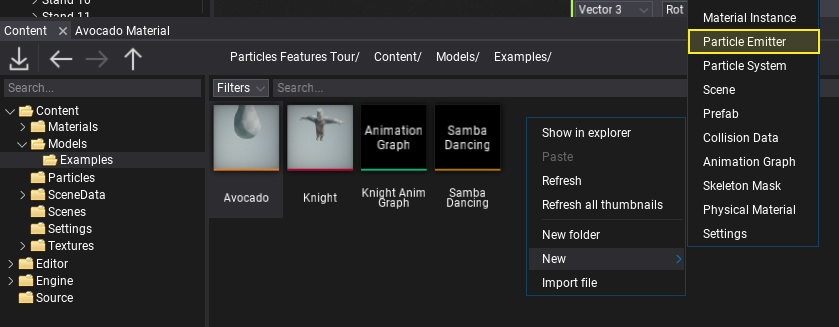 Stand 10
Stand 11
Vector 3
Rot
Content
Avocado Material
Particles Features Tour/ Content/ Models/ Examples/
Search...
Filters
Search...
Content
Materials
Models
Examples
Particles
SceneData
Scenes
Settings
Textures
Editor
Engine
Source
Animation
Graph
Samba
Dancing
Avocado
Knight
Knight Anim
Graph
Samba
Dancing
Show in explorer
Paste
Refresh
Refresh all thumbnails
New folder
New
Import file
Material Instance
Particle Emitter
Particle System
Scene
Prefab
Collision Data
Animation Graph
Skeleton Mask
Physical Material
Settings